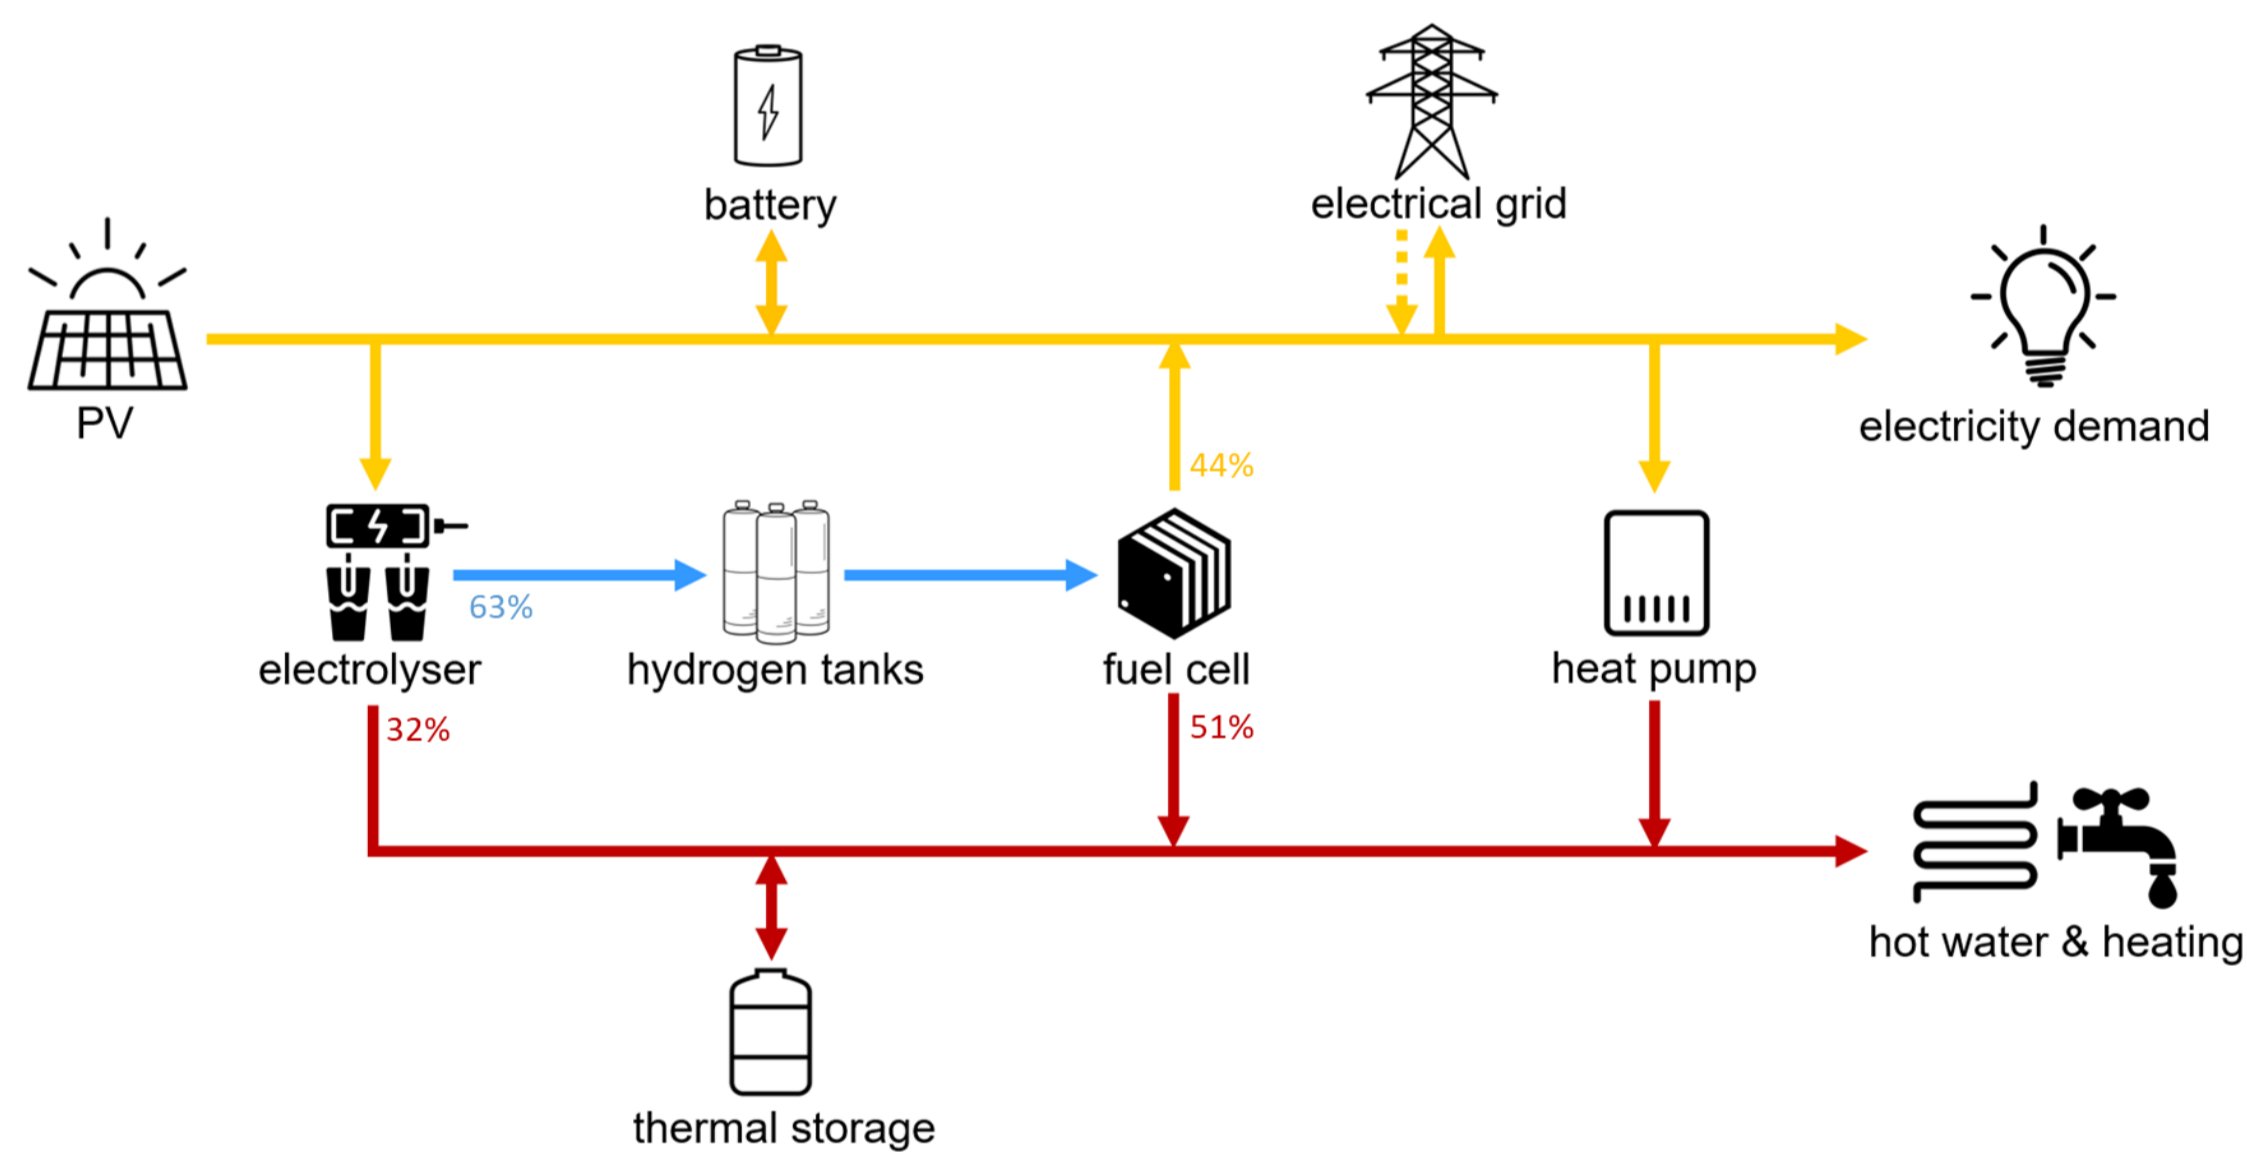 battery
electrical grid
PV
electricity demand
44%
63%
electrolyser
hydrogen tanks
fuel cell
heat pump
32%
51%
hot water & heating
thermal storage